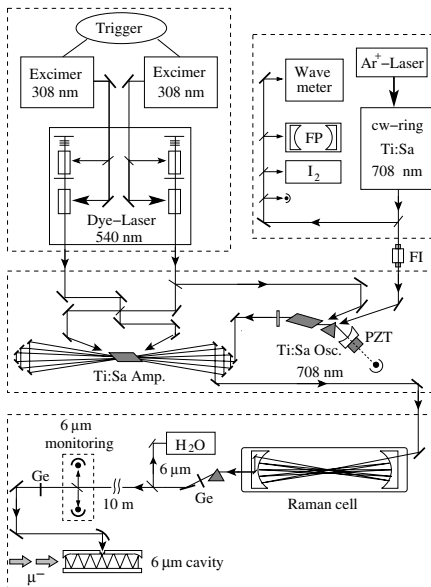 Trigger
Excimer
308 nm
Excimer
308 nm
Dye−Laser
540 nm
Wave
meter
Ar⁺−Laser
FP
I₂
cw−ring
Ti:Sa
708 nm
FI
PZT
Ti:Sa Osc.
708 nm
Ti:Sa Amp.
6 μm
monitoring
H₂O
6 μm
Ge
Ge
10 m
Raman cell
6 μm cavity
μ⁻